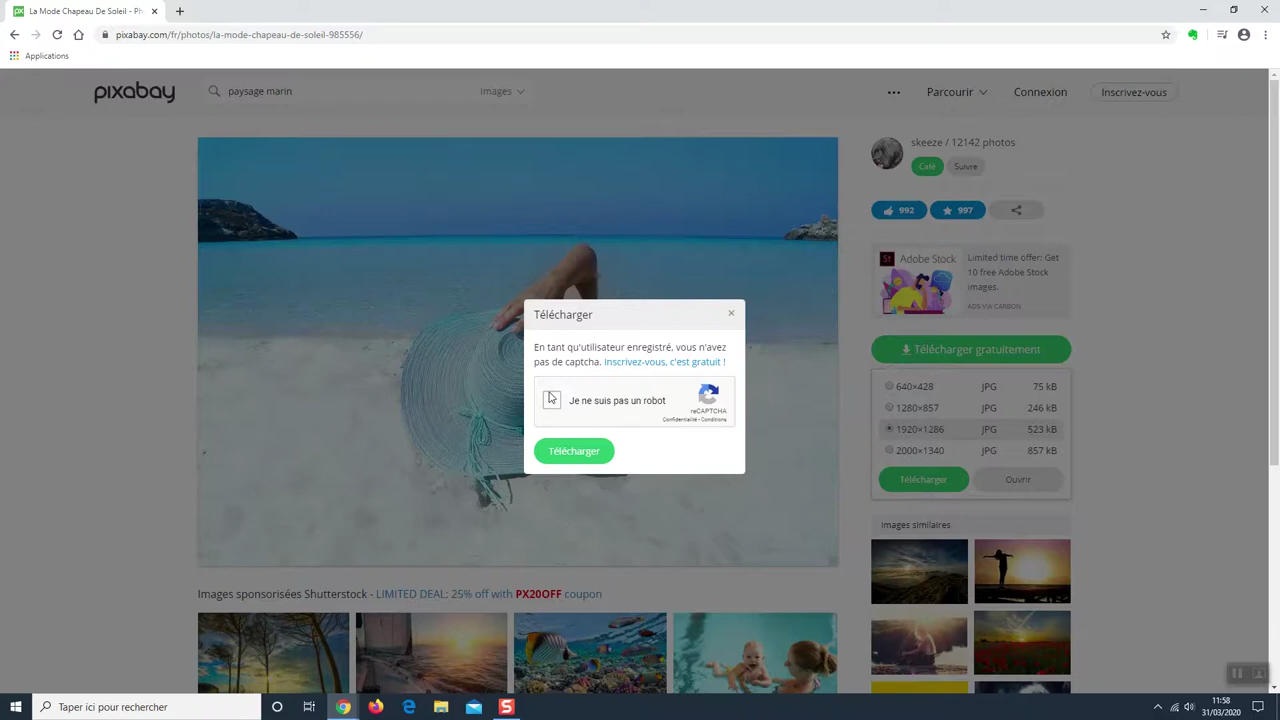 La Mode Chapeau De Soleil - Ph
pixabay.com/fr/photos/la-mode-chapeau-de-soleil-985556/
Applications
pixabay
paysage marin
Images
Parcourir
Connexion
Inscrivez-vous
skeeze / 12142 photos
Café
Suivre
992
997
St Adobe Stock
Limited time offer: Get
10 free Adobe Stock
images.
ADS VIA CARBON
Télécharger
En tant qu'utilisateur enregistré, vous n'avez
pas de captcha. Inscrivez-vous, c'est gratuit !
Je ne suis pas un robot
reCAPTCHA
Confidentialité - Conditions
Télécharger
Télécharger gratuitement
640×428 JPG 75 kB
1280×857 JPG 246 kB
1920×1286 JPG 523 kB
2000×1340 JPG 857 kB
Télécharger
Ouvrir
Images similaires
Images sponsorisées Shutterstock - LIMITED DEAL: 25% off with PX20OFF coupon
Taper ici pour rechercher
11:58
31/03/2020